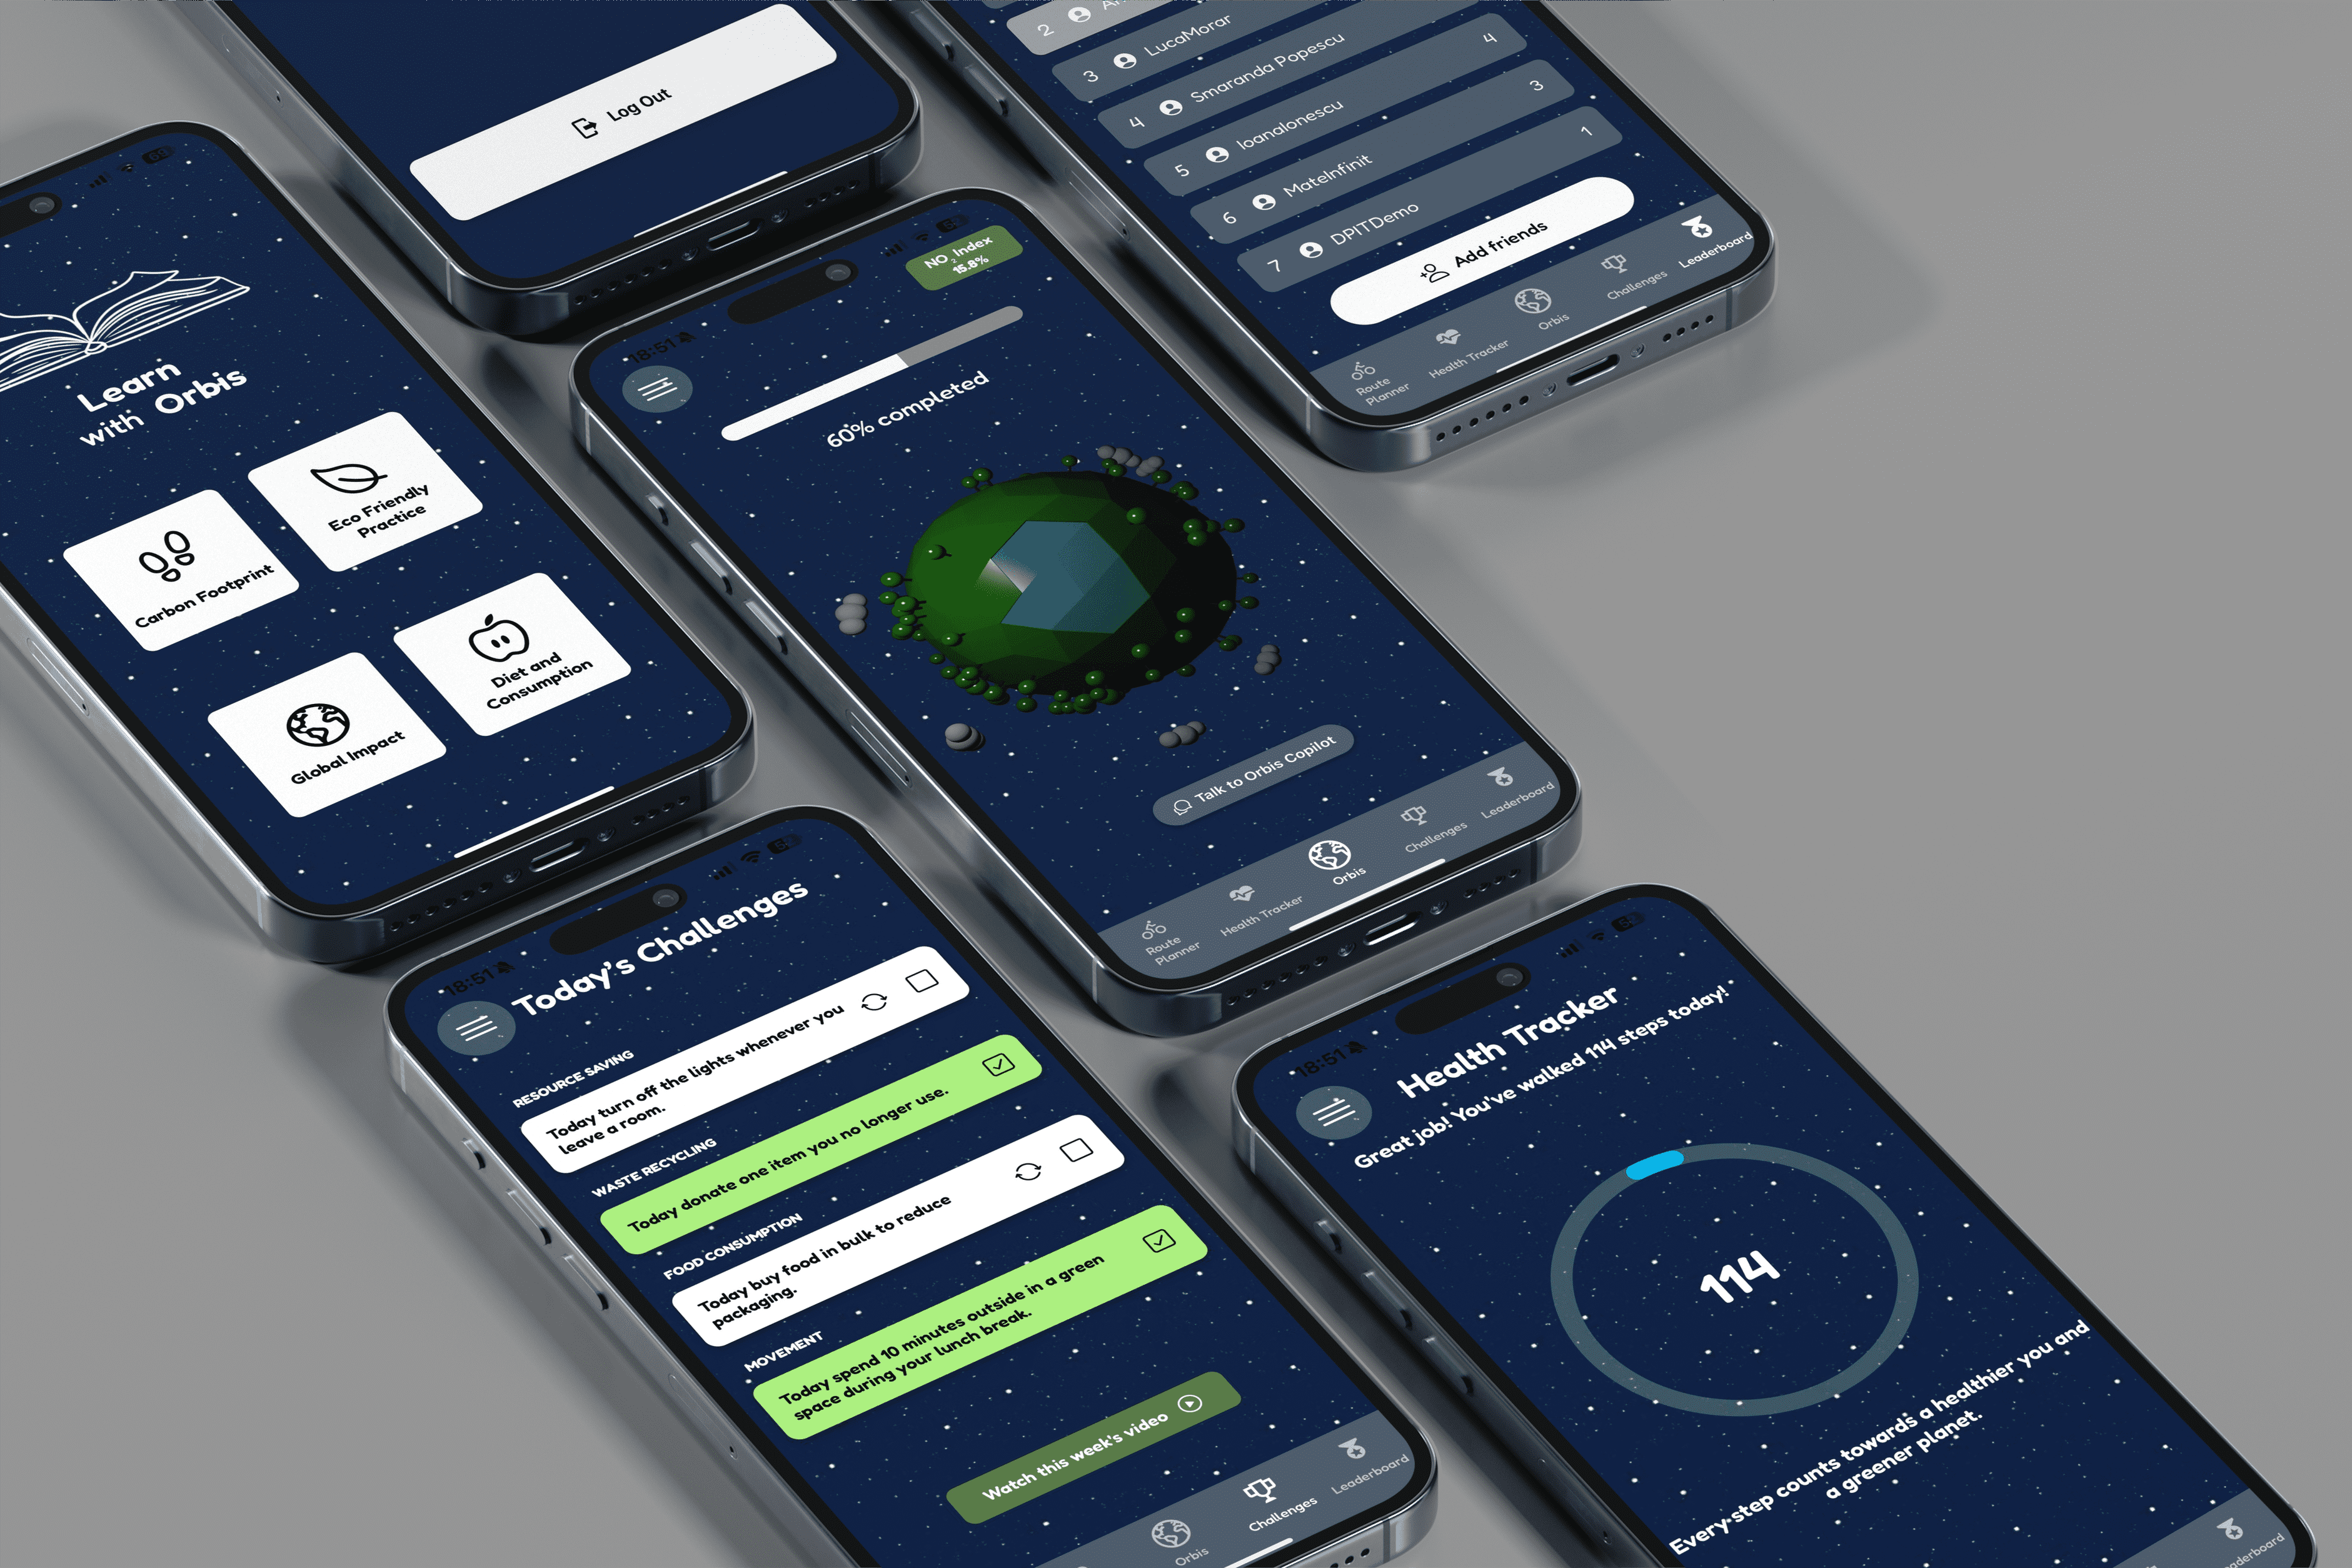 Log Out
2
3 LucaMorar
4 Smaranda Popescu 4
5 IoanaIonescu 3
6 MateInfinit 1
7 DPITDemo
Add friends
Route
Planner
Health Tracker
Orbis
Challenges
Leaderboard
Learn
with Orbis
Carbon Footprint
Eco Friendly
Practice
Global Impact
Diet and
Consumption
18:51
NO2 Index
15.8%
60% completed
Talk to Orbis Copilot
Route
Planner
Health Tracker
Orbis
Challenges
Leaderboard
18:51
Today's Challenges
RESOURCE SAVING
Today turn off the lights whenever you
leave a room.
WASTE RECYCLING
Today donate one item you no longer use.
FOOD CONSUMPTION
Today buy food in bulk to reduce
packaging.
MOVEMENT
Today spend 10 minutes outside in a green
space during your lunch break.
Watch this week's video
Orbis
Challenges
Leaderboard
18:51
Health Tracker
Great job! You've walked 114 steps today!
114
Every step counts towards a healthier you and
a greener planet.